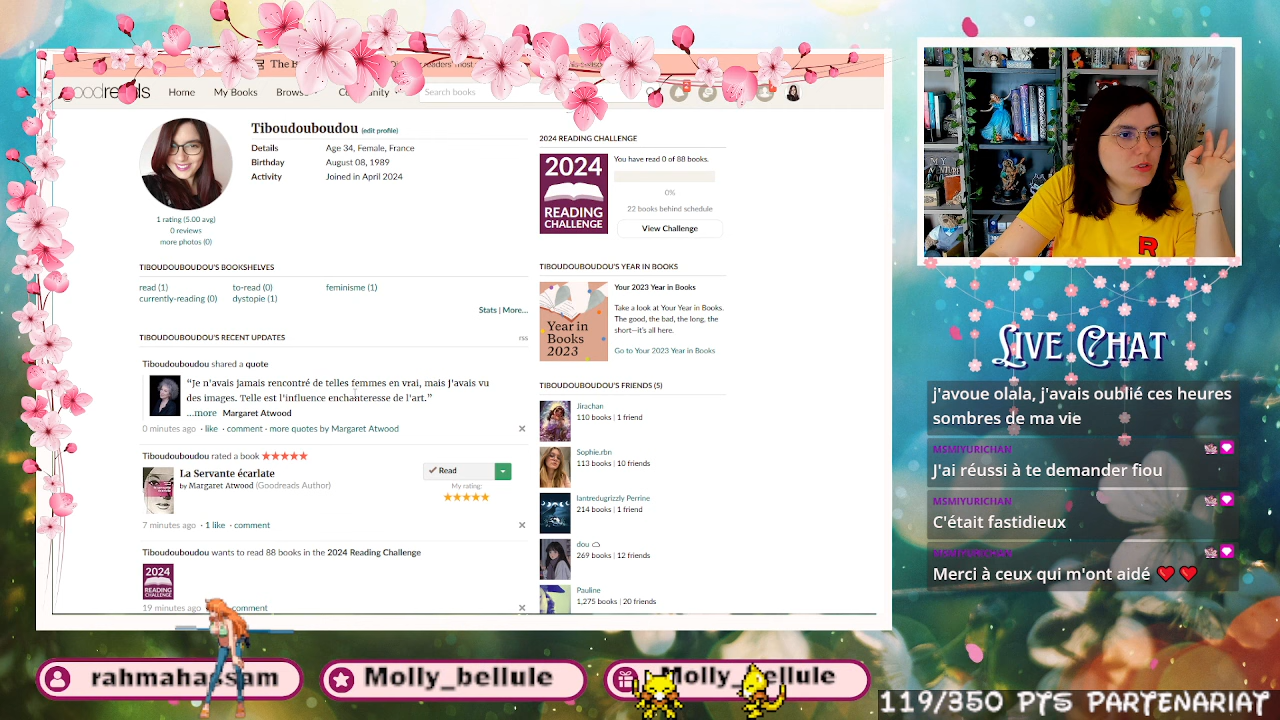 The B
readers' most
goodreads
Home
My Books
Brows
Search books
Tiboudouboudou (edit profile)
Details Age 34, Female, France
Birthday August 08, 1989
Activity Joined in April 2024
1 rating (5.00 avg)
0 reviews
more photos (0)
TIBOUDOUBOUDOU'S BOOKSHELVES
read (1) to-read (0) feminisme (1)
currently-reading (0) dystopie (1)
Stats | More...
TIBOUDOUBOUDOU'S RECENT UPDATES rss
Tiboudouboudou shared a quote
“Je n'avais jamais rencontré de telles femmes en vrai, mais j'avais vu
des images. Telle est l'influence enchanteresse de l'art.”
...more Margaret Atwood
0 minutes ago · like · comment · more quotes by Margaret Atwood
Tiboudouboudou rated a book ★★★★★
La Servante écarlate
by Margaret Atwood (Goodreads Author)
Read
My rating:
7 minutes ago · 1 like · comment
Tiboudouboudou wants to read 88 books in the 2024 Reading Challenge
2024
READING
CHALLENGE
19 minutes ago comment
2024 READING CHALLENGE
2024
READING
CHALLENGE
You have read 0 of 88 books.
0%
22 books behind schedule
View Challenge
TIBOUDOUBOUDOU'S YEAR IN BOOKS
Year in
Books
2023
Your 2023 Year in Books
Take a look at Your Year in Books.
The good, the bad, the long, the
short—it's all here.
Go to Your 2023 Year in Books
TIBOUDOUBOUDOU'S FRIENDS (5)
Jirachan
110 books | 1 friend
Sophie.rbn
113 books | 10 friends
lantredugrizzly Perrine
214 books | 1 friend
dou
269 books | 12 friends
Pauline
1,275 books | 20 friends
MY
R
LIVE CHAT
j'avoue olala, j'avais oublié ces heures
sombres de ma vie
MSMIYURICHAN
J'ai réussi à te demander fiou
MSMIYURICHAN
C'était fastidieux
MSMIYURICHAN
Merci à ceux qui m'ont aidé ❤️❤️
Molly_bellule
Molly_bellule
119/350 PTS PARTENARIAT